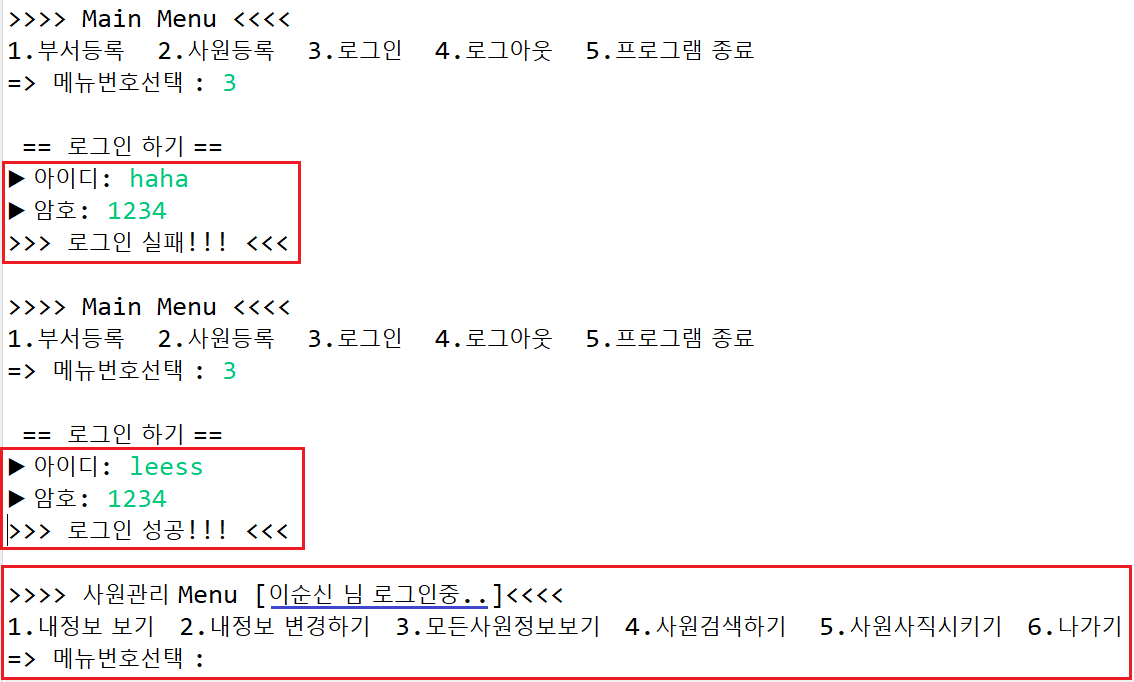 >>>> Main Menu <<<<
1.부서등록  2.사원등록  3.로그인  4.로그아웃  5.프로그램 종료
=> 메뉴번호선택 : 3
== 로그인 하기 ==
▶ 아이디: haha
▶ 암호: 1234
>>> 로그인 실패!!! <<<
>>>> Main Menu <<<<
1.부서등록  2.사원등록  3.로그인  4.로그아웃  5.프로그램 종료
=> 메뉴번호선택 : 3
== 로그인 하기 ==
▶ 아이디: leess
▶ 암호: 1234
>>> 로그인 성공!!! <<<
>>>> 사원관리 Menu [이순신 님 로그인중..]<<<<
1.내정보 보기  2.내정보 변경하기  3.모든사원정보보기  4.사원검색하기  5.사원사직시키기  6.나가기
=> 메뉴번호선택 :